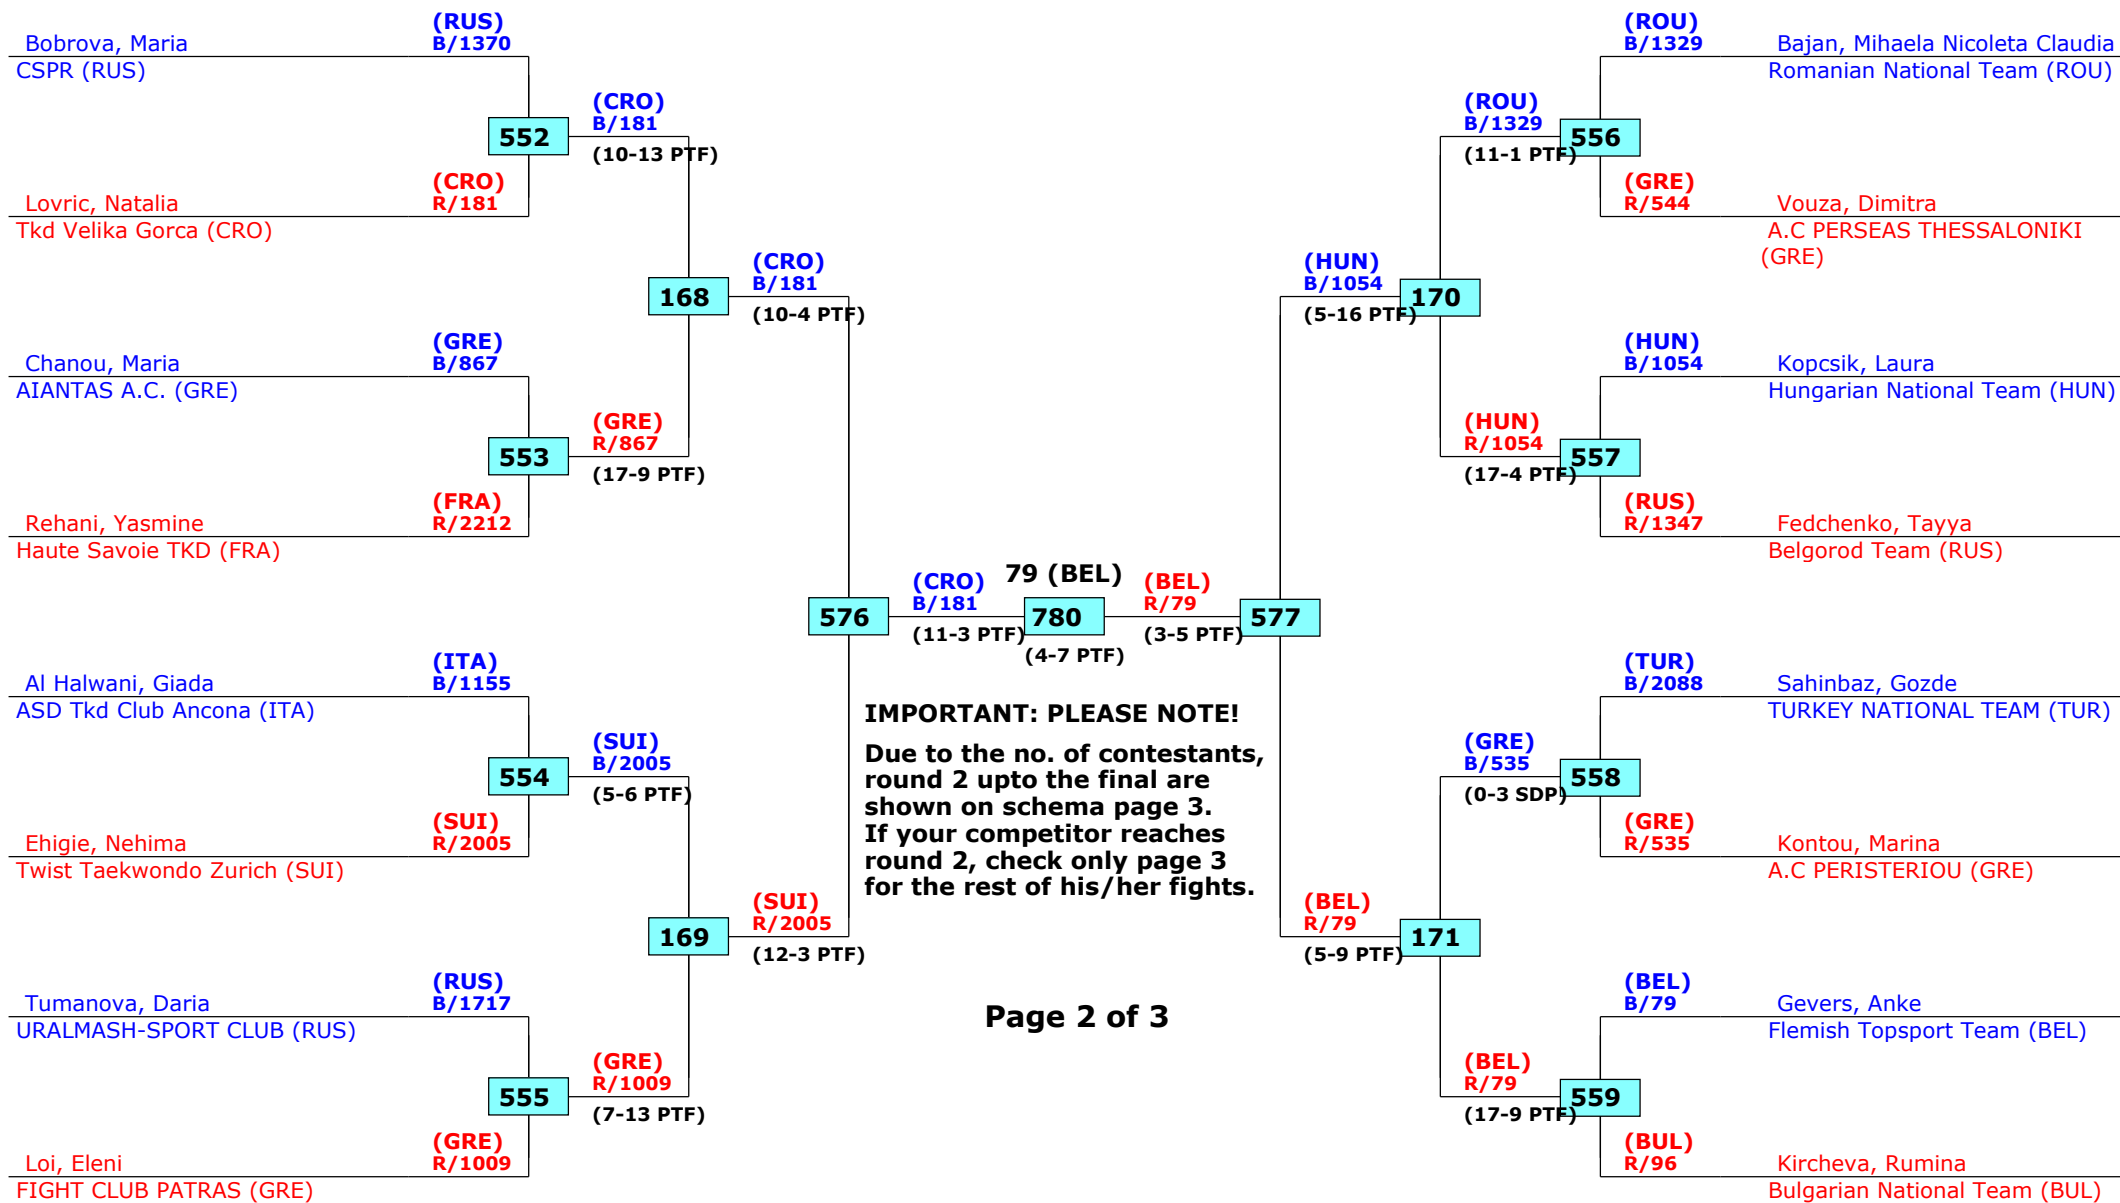 (RUS)
Bobrova, Maria B/1370
CSPR (RUS)
552
(CRO)
B/181
(10-13 PTF)
(CRO)
Lovric, Natalia R/181
Tkd Velika Gorca (CRO)
168
(CRO)
B/181
(10-4 PTF)
(GRE)
Chanou, Maria B/867
AIANTAS A.C. (GRE)
553
(GRE)
R/867
(17-9 PTF)
(FRA)
Rehani, Yasmine R/2212
Haute Savoie TKD (FRA)
576
(CRO)
B/181
(11-3 PTF)
(ITA)
Al Halwani, Giada B/1155
ASD Tkd Club Ancona (ITA)
554
(SUI)
B/2005
(5-6 PTF)
(SUI)
Ehigie, Nehima R/2005
Twist Taekwondo Zurich (SUI)
169
(SUI)
R/2005
(12-3 PTF)
(RUS)
Tumanova, Daria B/1717
URALMASH-SPORT CLUB (RUS)
555
(GRE)
R/1009
(7-13 PTF)
(GRE)
Loi, Eleni R/1009
FIGHT CLUB PATRAS (GRE)
79 (BEL)
780
(4-7 PTF)
IMPORTANT: PLEASE NOTE!
Due to the no. of contestants,
round 2 upto the final are
shown on schema page 3.
If your competitor reaches
round 2, check only page 3
for the rest of his/her fights.
Page 2 of 3
(BEL)
R/79
(3-5 PTF)
577
(ROU)
B/1329 Bajan, Mihaela Nicoleta Claudia
Romanian National Team (ROU)
(ROU)
B/1329
(11-1 PTF)
556
(GRE)
R/544 Vouza, Dimitra
A.C PERSEAS THESSALONIKI
(GRE)
(HUN)
B/1054
(5-16 PTF)
170
(HUN)
B/1054 Kopcsik, Laura
Hungarian National Team (HUN)
(HUN)
R/1054
(17-4 PTF)
557
(RUS)
R/1347 Fedchenko, Tayya
Belgorod Team (RUS)
(TUR)
B/2088 Sahinbaz, Gozde
TURKEY NATIONAL TEAM (TUR)
(GRE)
B/535
(0-3 SDP)
558
(GRE)
R/535 Kontou, Marina
A.C PERISTERIOU (GRE)
(BEL)
R/79
(5-9 PTF)
171
(BEL)
B/79 Gevers, Anke
Flemish Topsport Team (BEL)
(BEL)
R/79
(17-9 PTF)
559
(BUL)
R/96 Kircheva, Rumina
Bulgarian National Team (BUL)